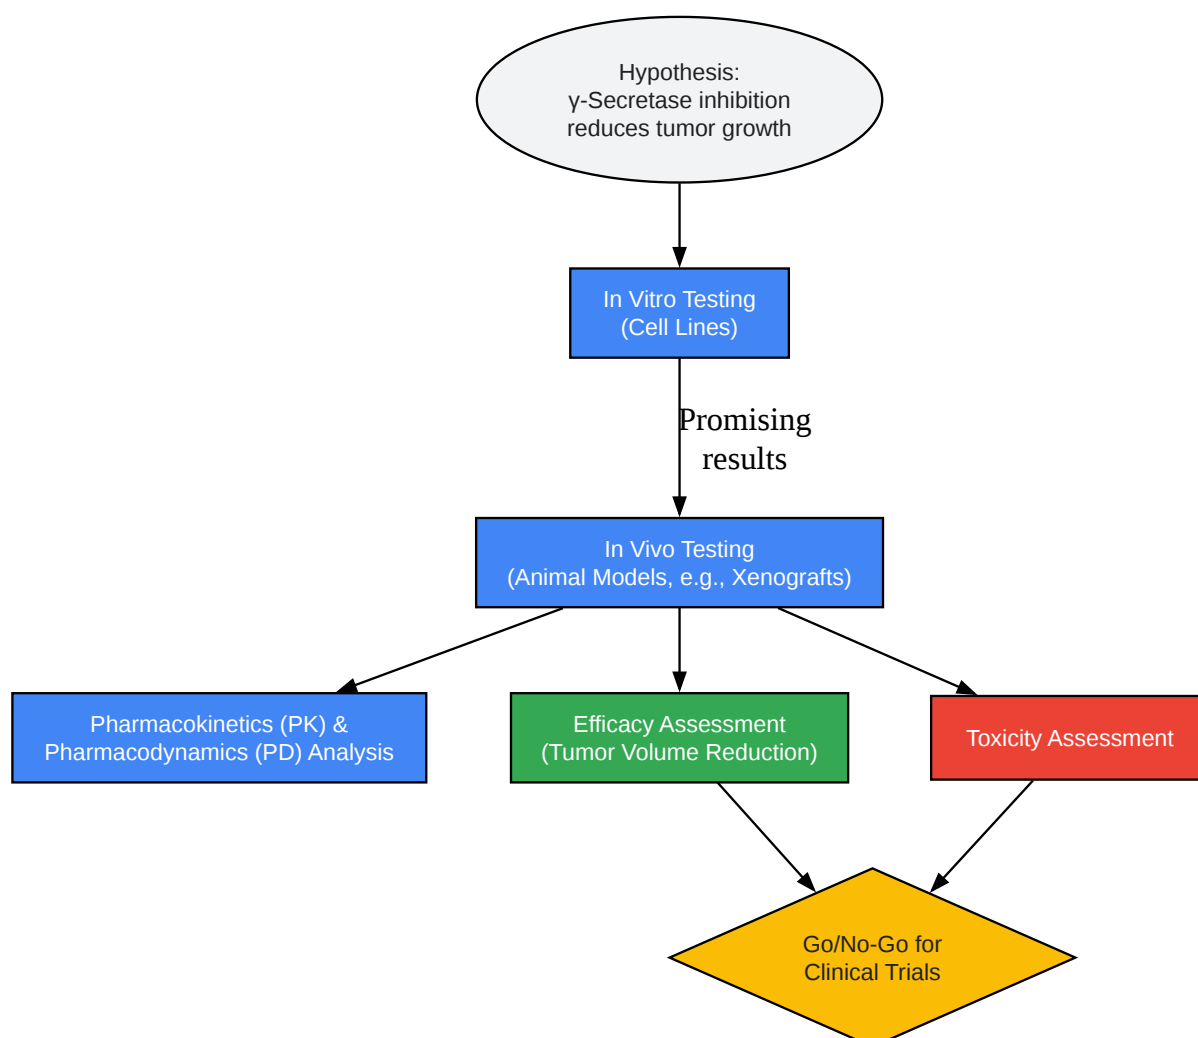 Hypothesis:
γ-Secretase inhibition
reduces tumor growth
In Vitro Testing
(Cell Lines)
Promising
results
In Vivo Testing
(Animal Models, e.g., Xenografts)
Pharmacokinetics (PK) &
Pharmacodynamics (PD) Analysis
Efficacy Assessment
(Tumor Volume Reduction)
Toxicity Assessment
Go/No-Go for
Clinical Trials